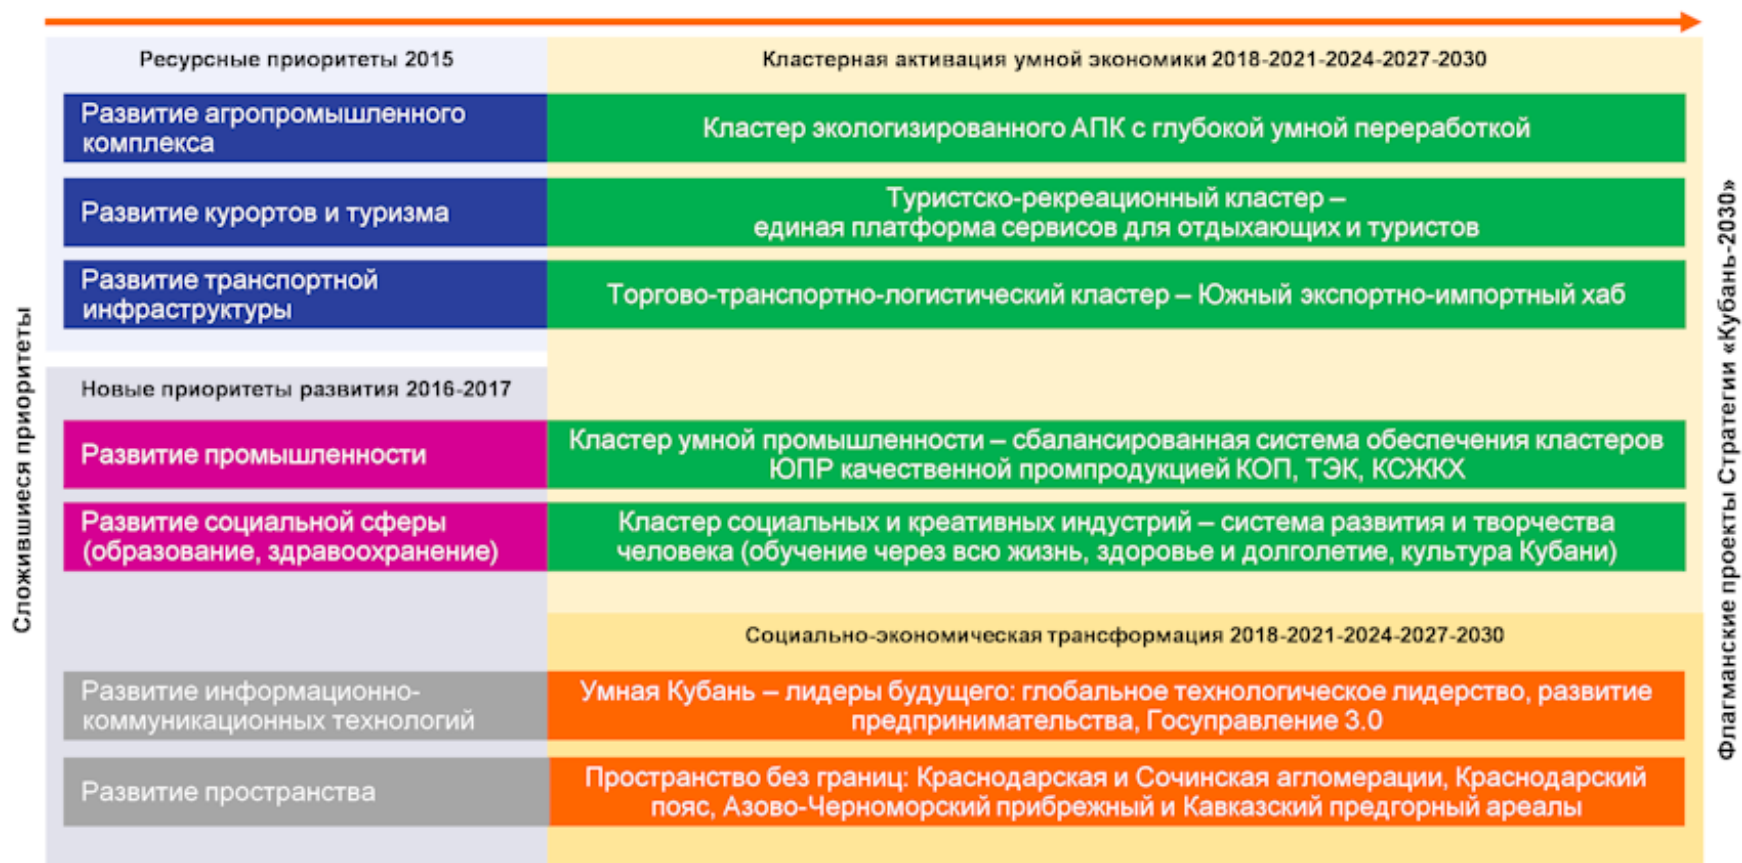 Ресурсные приоритеты 2015
Кластерная активация умной экономики 2018-2021-2024-2027-2030
Развитие агропромышленного
комплекса
Кластер экологизированного АПК с глубокой умной переработкой
Развитие курортов и туризма
Туристско-рекреационный кластер –
единая платформа сервисов для отдыхающих и туристов
Развитие транспортной
инфраструктуры
Торгово-транспортно-логистический кластер – Южный экспортно-импортный хаб
Новые приоритеты развития 2016-2017
Развитие промышленности
Кластер умной промышленности – сбалансированная система обеспечения кластеров
ЮПР качественной промпродукцией КОП, ТЭК, КСЖКХ
Развитие социальной сферы
(образование, здравоохранение)
Кластер социальных и креативных индустрий – система развития и творчества
человека (обучение через всю жизнь, здоровье и долголетие, культура Кубани)
Социально-экономическая трансформация 2018-2021-2024-2027-2030
Развитие информационно-
коммуникационных технологий
Умная Кубань – лидеры будущего: глобальное технологическое лидерство, развитие
предпринимательства, Госуправление 3.0
Развитие пространства
Пространство без границ: Краснодарская и Сочинская агломерации, Краснодарский
пояс, Азово-Черноморский прибрежный и Кавказский предгорный ареалы
Сложившиеся приоритеты
Флагманские проекты Стратегии «Кубань-2030»